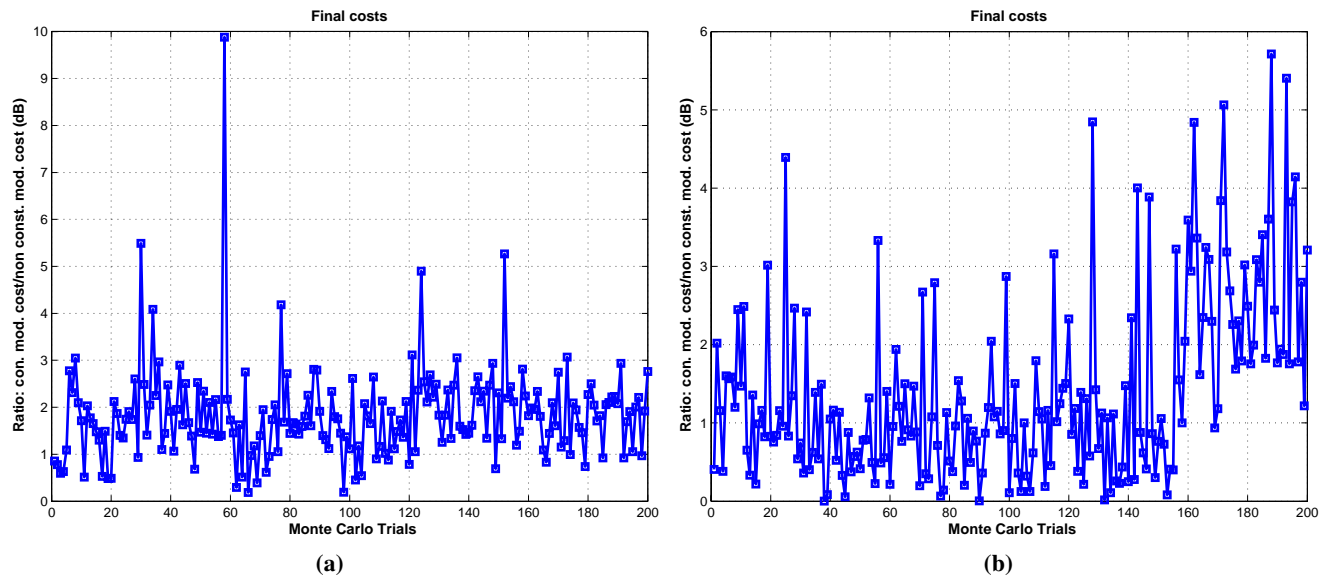 Final costs
10
9
8
7
6
5
4
3
2
1
0
Ratio: con. mod. cost/non const. mod. cost (dB)
0 20 40 60 80 100 120 140 160 180 200
Monte Carlo Trials
(a)
Final costs
6
5
4
3
2
1
0
Ratio: con. mod. cost/non const. mod. cost (dB)
0 20 40 60 80 100 120 140 160 180 200
Monte Carlo Trials
(b)